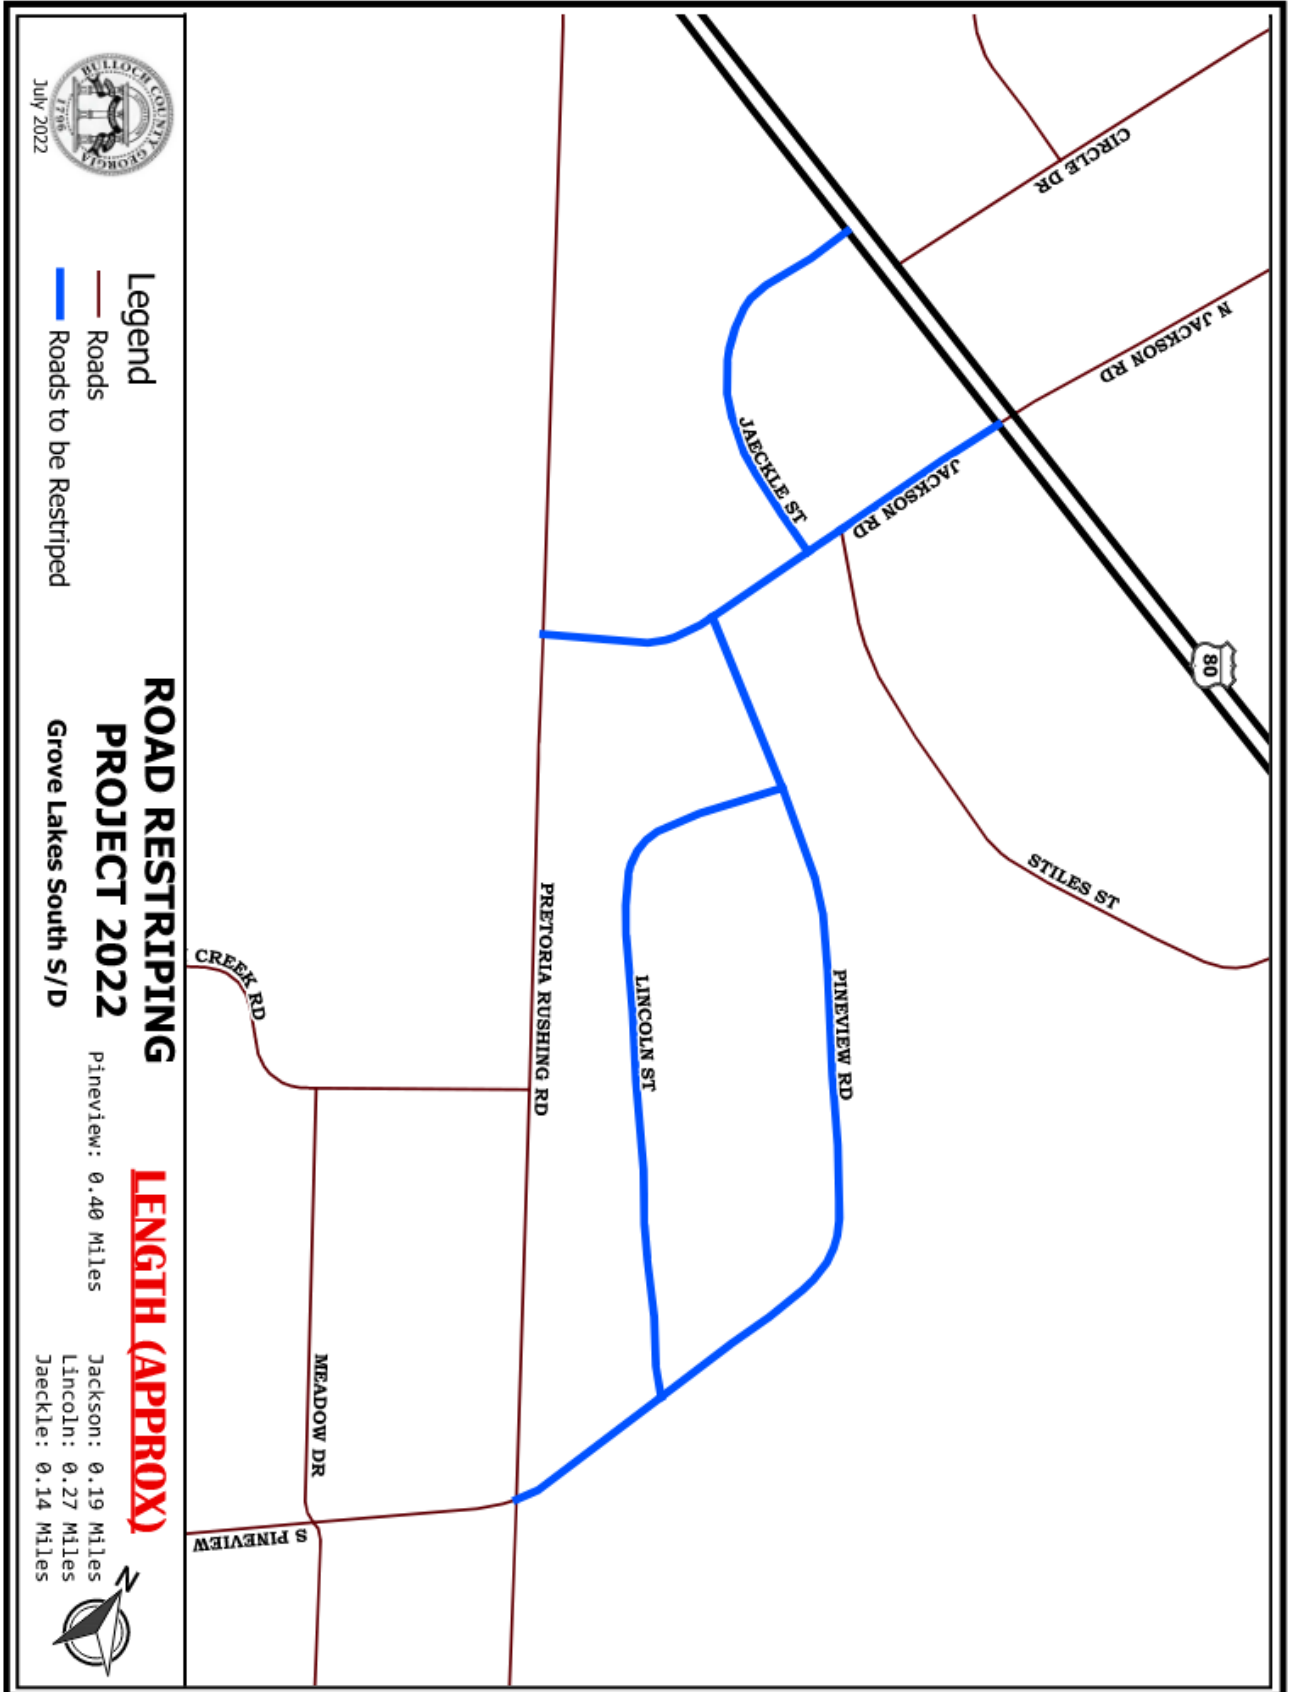 CIRCLE DR
N JACKSON RD
JAECKLE ST
JACKSON RD
80
STILES ST
PRETORIA RUSHING RD
LINCOLN ST
PINEVIEW RD
CREEK RD
MEADOW DR
S PINEVIEW
BULLOCH COUNTY GEORGIA
1796
July 2022
Legend
Roads
Roads to be Restriped
ROAD RESTRIPING
PROJECT 2022
Grove Lakes South S/D
LENGTH (APPROX)
Pineview: 0.40 Miles
Jackson: 0.19 Miles
Lincoln: 0.27 Miles
Jaeckle: 0.14 Miles
N